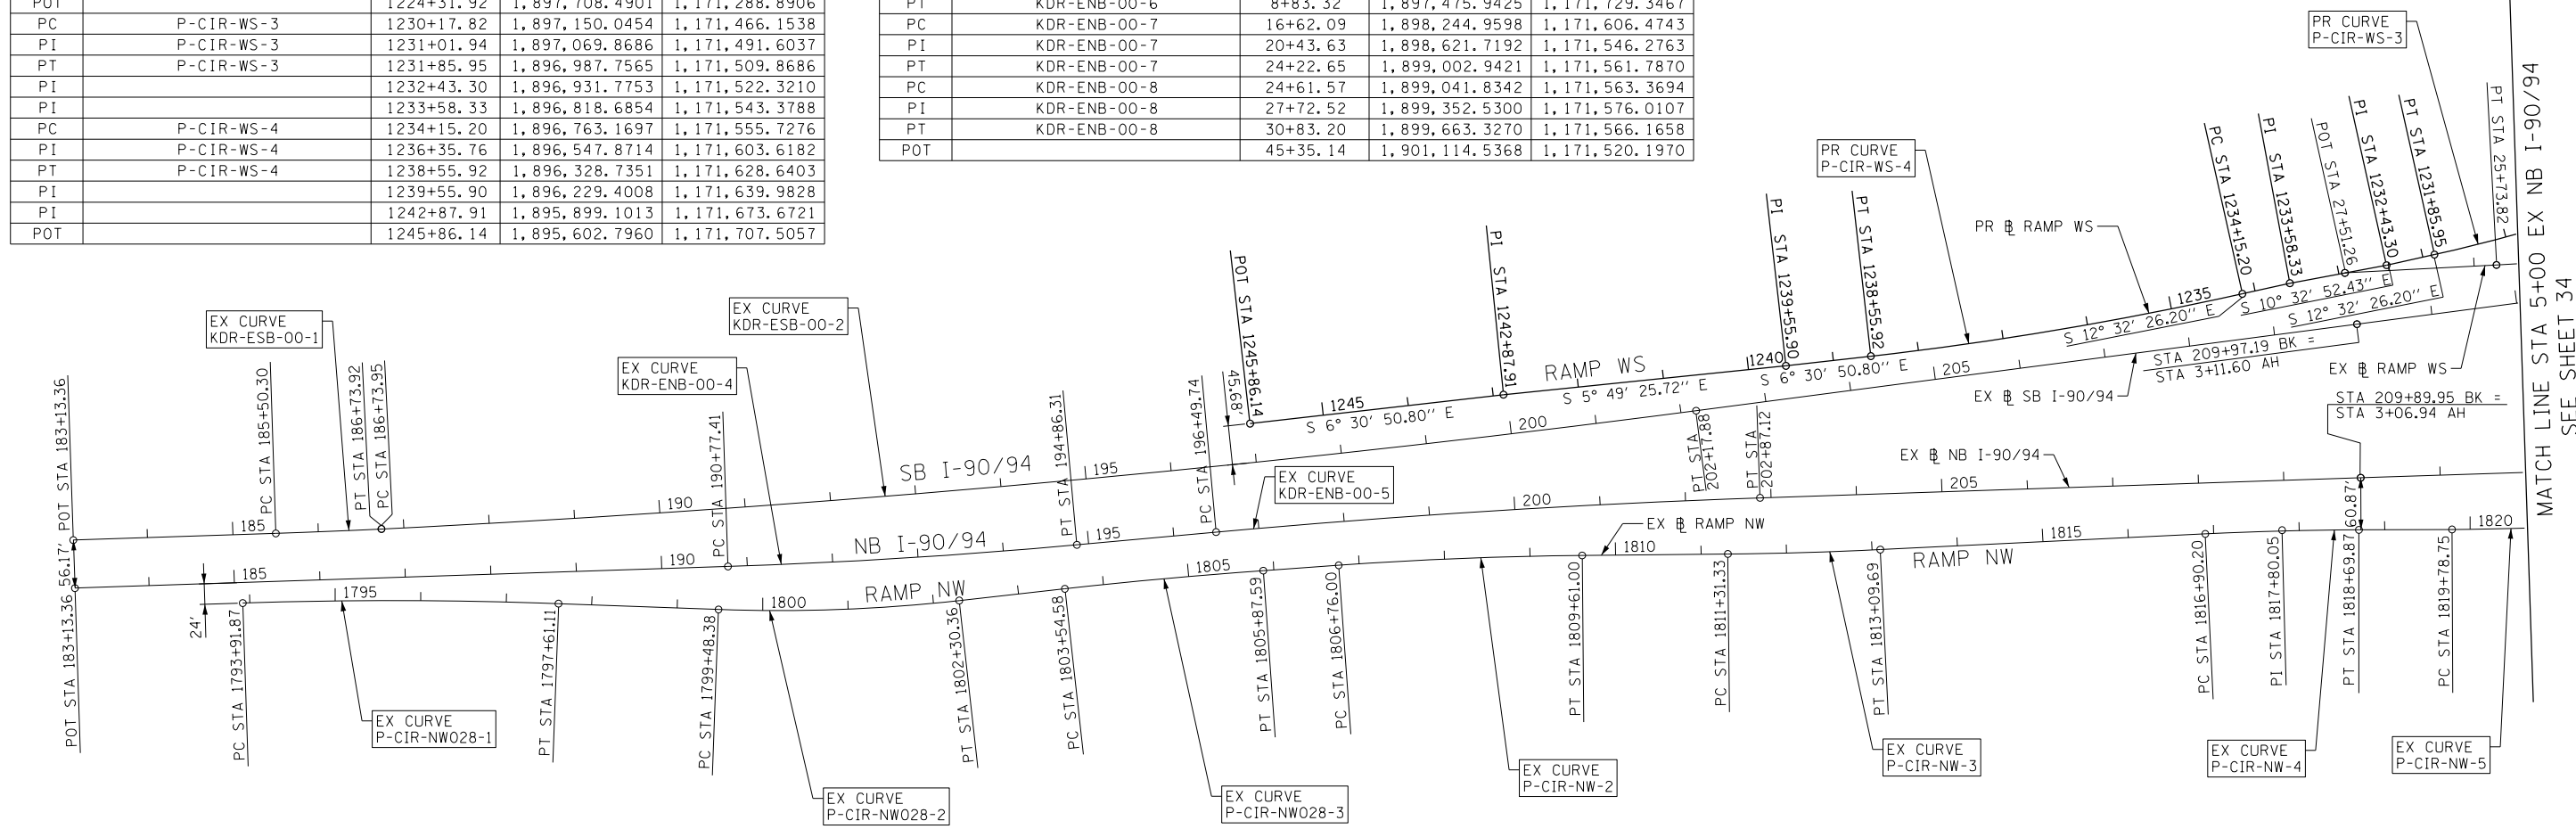 POT 1224+31.92 1,897,708.4901 1,171,288.8906
PC P-CIR-WS-3 1230+17.82 1,897,150.0454 1,171,466.1538
PI P-CIR-WS-3 1231+01.94 1,897,069.8686 1,171,491.6037
PT P-CIR-WS-3 1231+85.95 1,896,987.7565 1,171,509.8686
PI 1232+43.30 1,896,931.7753 1,171,522.3210
PI 1233+58.33 1,896,818.6854 1,171,543.3788
PC P-CIR-WS-4 1234+15.20 1,896,763.1697 1,171,555.7276
PI P-CIR-WS-4 1236+35.76 1,896,547.8714 1,171,603.6182
PT P-CIR-WS-4 1238+55.92 1,896,328.7351 1,171,628.6403
PI 1239+55.90 1,896,229.4008 1,171,639.9828
PI 1242+87.91 1,895,899.1013 1,171,673.6721
POT 1245+86.14 1,895,602.7960 1,171,707.5057
PT KDR-ENB-00-6 8+83.32 1,897,475.9425 1,171,729.3467
PC KDR-ENB-00-7 16+62.09 1,898,244.9598 1,171,606.4743
PI KDR-ENB-00-7 20+43.63 1,898,621.7192 1,171,546.2763
PT KDR-ENB-00-7 24+22.65 1,899,002.9421 1,171,561.7870
PC KDR-ENB-00-8 24+61.57 1,899,041.8342 1,171,563.3694
PI KDR-ENB-00-8 27+72.52 1,899,352.5300 1,171,576.0107
PT KDR-ENB-00-8 30+83.20 1,899,663.3270 1,171,566.1658
POT 45+35.14 1,901,114.5368 1,171,520.1970
PR CURVE
P-CIR-WS-3
PR CURVE
P-CIR-WS-4
PR ⅊ RAMP WS
PC STA 1234+15.20
PI STA 1233+58.33
POT STA 27+51.26
PI STA 1232+43.30
PT STA 1231+85.95
PT STA 25+73.82
MATCH LINE STA 5+00 EX NB I-90/94
SEE SHEET 34
POT STA 1245+86.14
PI STA 1242+87.91
PI STA 1239+55.90
PT STA 1238+55.92
45.68'
1245
RAMP WS
1240
1235
S 6° 30' 50.80" E
S 5° 49' 25.72" E
S 6° 30' 50.80" E
S 12° 32' 26.20" E
S 10° 32' 52.43" E
S 12° 32' 26.20" E
EX CURVE
KDR-ESB-00-1
EX CURVE
KDR-ESB-00-2
EX CURVE
KDR-ENB-00-4
POT STA 183+13.36
PC STA 185+50.30
PT STA 186+73.92
PC STA 186+73.95
PC STA 190+77.41
PT STA 194+86.31
PC STA 196+49.74
185
190
SB I-90/94
195
200
PT STA
202+17.88
PT STA
202+87.12
205
EX ⅊ SB I-90/94
STA 209+97.19 BK =
STA 3+11.60 AH
EX ⅊ RAMP WS
STA 209+89.95 BK =
STA 3+06.94 AH
56.17'
185
190
NB I-90/94
195
EX CURVE
KDR-ENB-00-5
200
205
EX ⅊ NB I-90/94
60.87'
POT STA 183+13.36
24'
1795
1800
RAMP NW
1805
EX ⅊ RAMP NW
1810
RAMP NW
1815
1820
PC STA 1793+91.87
PT STA 1797+61.11
PC STA 1799+48.38
PT STA 1802+30.36
PC STA 1803+54.58
PT STA 1805+87.59
PC STA 1806+76.00
PT STA 1809+61.00
PC STA 1811+31.33
PT STA 1813+09.69
PC STA 1816+90.20
PI STA 1817+80.05
PT STA 1818+69.87
PC STA 1819+78.75
EX CURVE
P-CIR-NW028-1
EX CURVE
P-CIR-NW028-2
EX CURVE
P-CIR-NW028-3
EX CURVE
P-CIR-NW-2
EX CURVE
P-CIR-NW-3
EX CURVE
P-CIR-NW-4
EX CURVE
P-CIR-NW-5